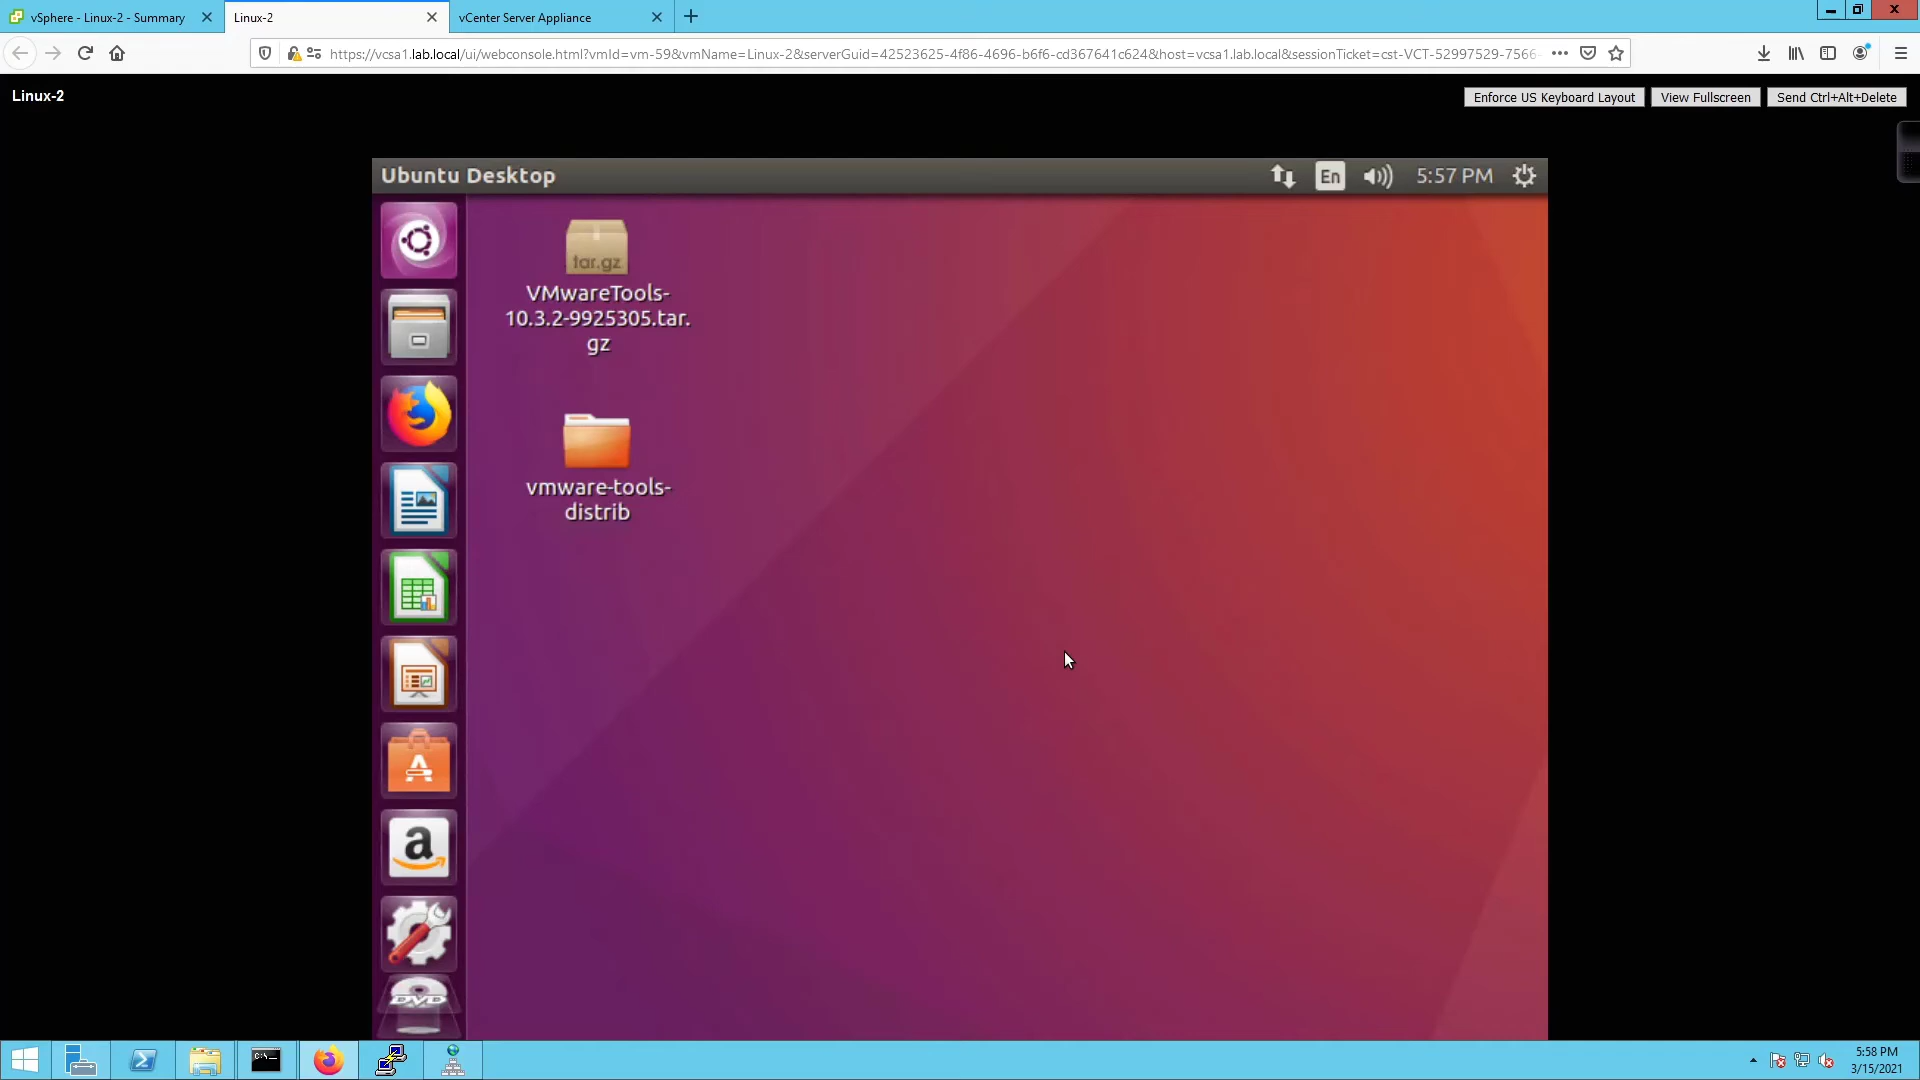 vSphere - Linux-2 - Summary
Linux-2
vCenter Server Appliance
https://vcsa1.lab.local/ui/webconsole.html?vmId=vm-59&vmName=Linux-2&serverGuid=42523625-4f86-4696-b6f6-cd367641c624&host=vcsa1.lab.local&sessionTicket=cst-VCT-52997529-7566-
Linux-2
Enforce US Keyboard Layout
View Fullscreen
Send Ctrl+Alt+Delete
Ubuntu Desktop
En
5:57 PM
tar.gz
VMwareTools-
10.3.2-9925305.tar.
gz
vmware-tools-
distrib
A
a
DVD
C:\_
5:58 PM
3/15/2021